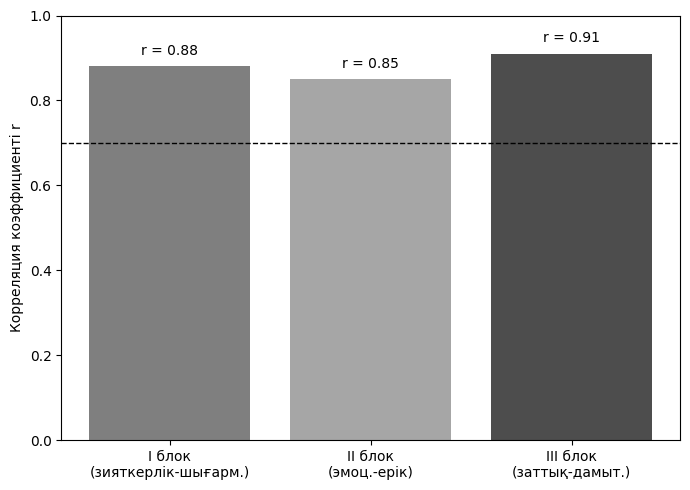 Корреляция коэффициенті r
1.0
0.8
0.6
0.4
0.2
0.0
r = 0.88
r = 0.85
r = 0.91
I блок
(зияткерлік-шығарм.)
II блок
(эмоц.-ерік)
III блок
(заттық-дамыт.)